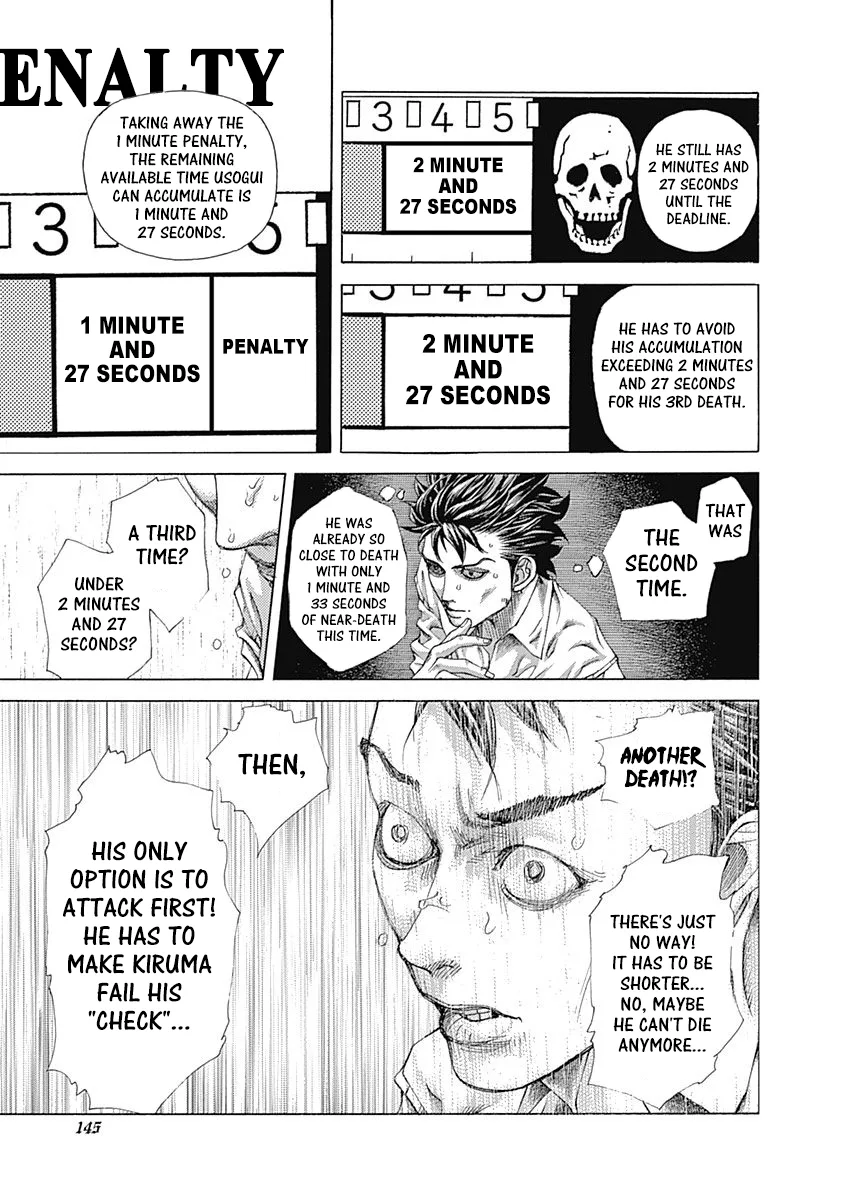 3 4 5
2 MINUTE
AND
27 SECONDS
HE STILL HAS
2 MINUTES AND
27 SECONDS
UNTIL THE
DEADLINE.
3 4 5
2 MINUTE
AND
27 SECONDS
HE HAS TO AVOID
HIS ACCUMULATION
EXCEEDING 2 MINUTES
AND 27 SECONDS
FOR HIS 3RD DEATH.
ENALTY
TAKING AWAY THE
1 MINUTE PENALTY,
THE REMAINING
AVAILABLE TIME USOGUI
CAN ACCUMULATE IS
1 MINUTE AND
27 SECONDS.
3 5
1 MINUTE
AND
27 SECONDS
PENALTY
THAT
WAS
THE
SECOND
TIME.
HE WAS
ALREADY SO
CLOSE TO DEATH
WITH ONLY
1 MINUTE AND
33 SECONDS
OF NEAR-DEATH
THIS TIME.
A THIRD
TIME?
UNDER
2 MINUTES
AND 27
SECONDS?
ANOTHER
DEATH!?
THERE'S JUST
NO WAY!
IT HAS TO BE
SHORTER...
NO, MAYBE
HE CAN'T DIE
ANYMORE...
THEN,
HIS ONLY
OPTION IS TO
ATTACK FIRST!
HE HAS TO
MAKE KIRUMA
FAIL HIS
"CHECK"...
145